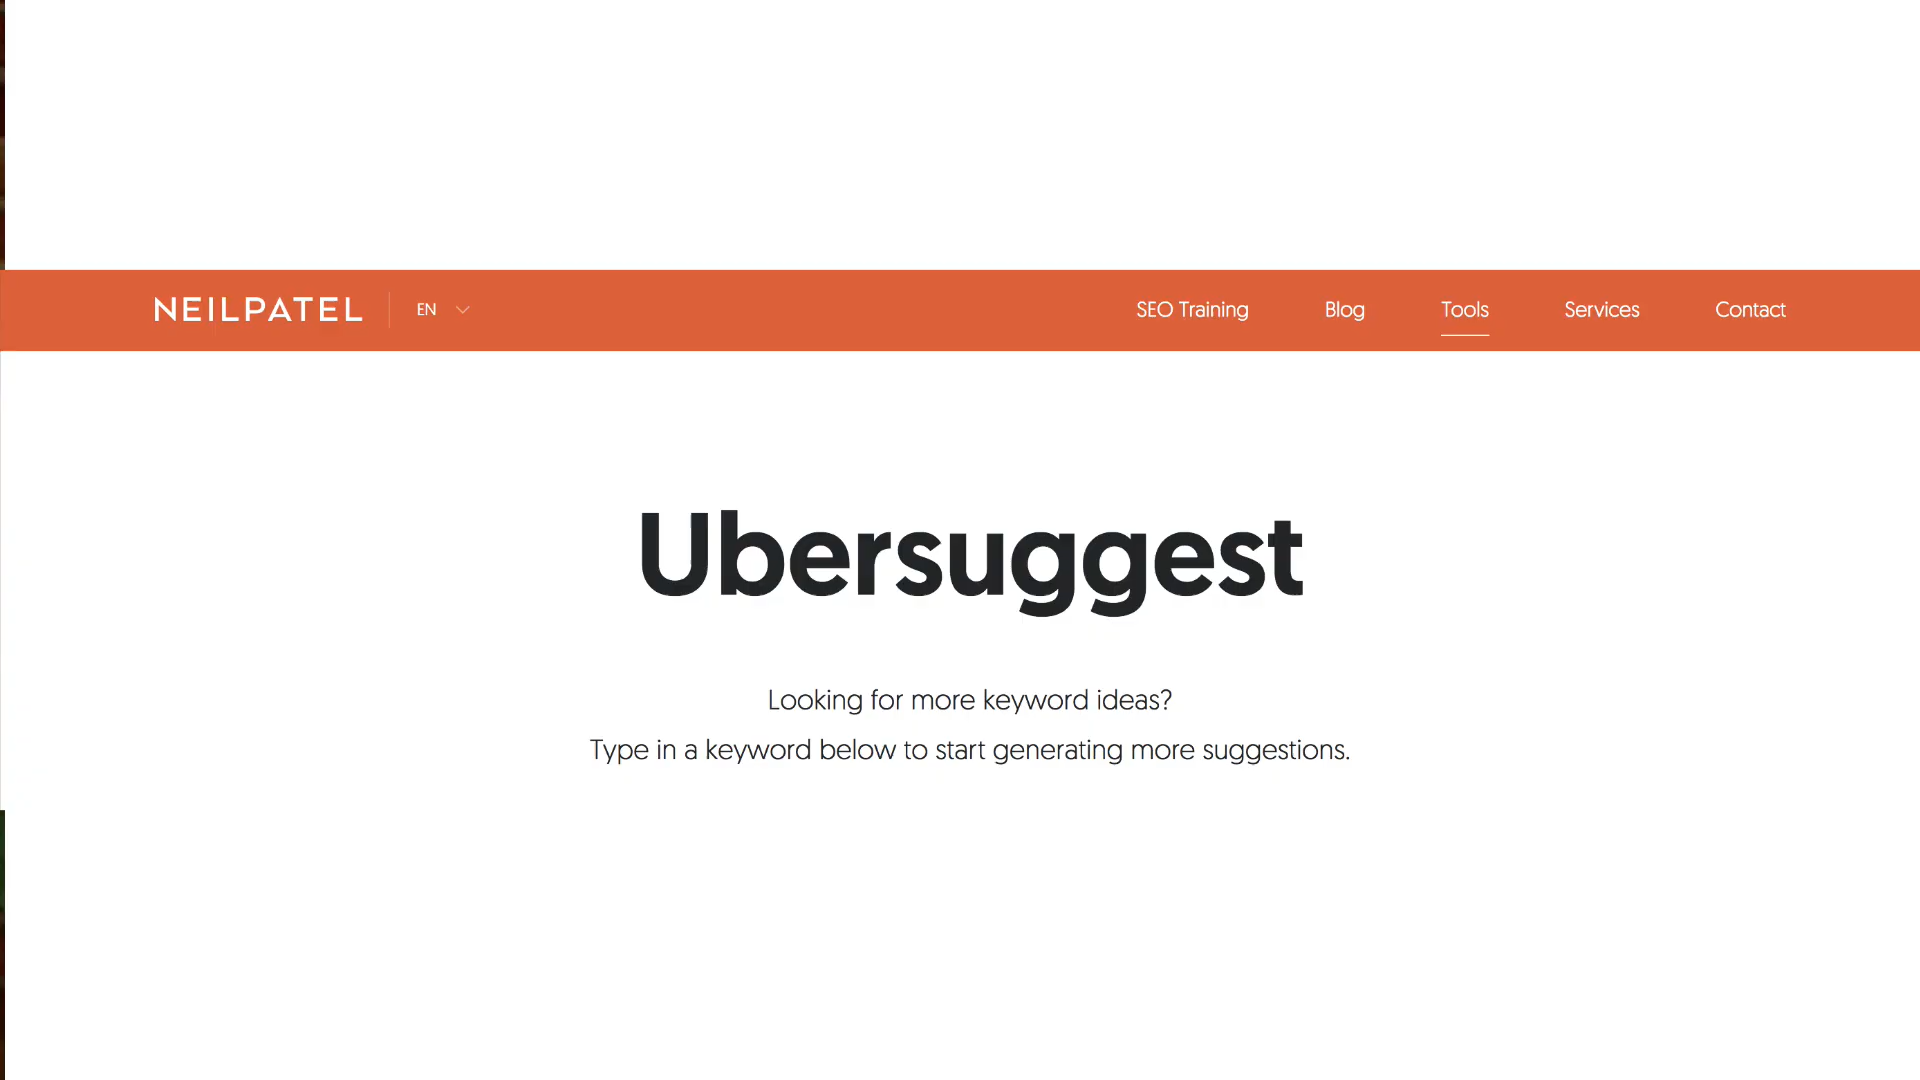 NEILPATEL EN SEO Training Blog Tools Services Contact
Ubersuggest
Looking for more keyword ideas?
Type in a keyword below to start generating more suggestions.